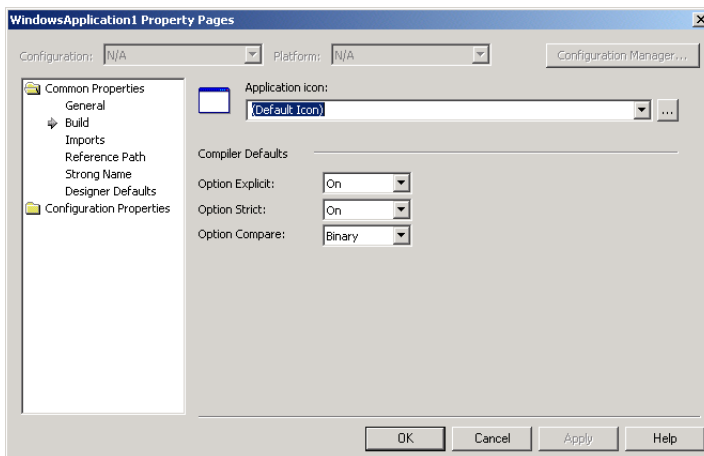 WindowsApplication1 Property Pages
Configuration: N/A Platform: N/A Configuration Manager...
Common Properties
General
Build
Imports
Reference Path
Strong Name
Designer Defaults
Configuration Properties
Application icon:
(Default Icon)
...
Compiler Defaults
Option Explicit: On
Option Strict: On
Option Compare: Binary
OK Cancel Apply Help